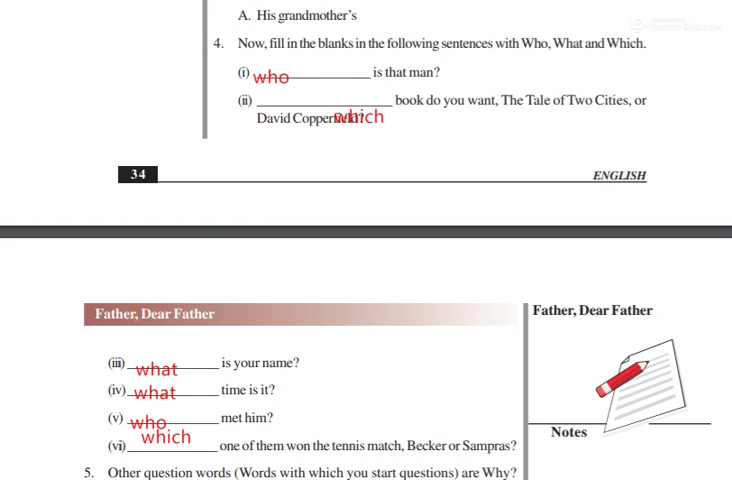 A. His grandmother's
4. Now, fill in the blanks in the following sentences with Who, What and Which.
(i) who is that man?
(ii) ____________ book do you want, The Tale of Two Cities, or
David Copperfield? which
34 ENGLISH
Father, Dear Father
Father, Dear Father
(iii) what is your name?
(iv) what time is it?
(v) who met him?
which
(vi) ____________ one of them won the tennis match, Becker or Sampras?
Notes
5. Other question words (Words with which you start questions) are Why?